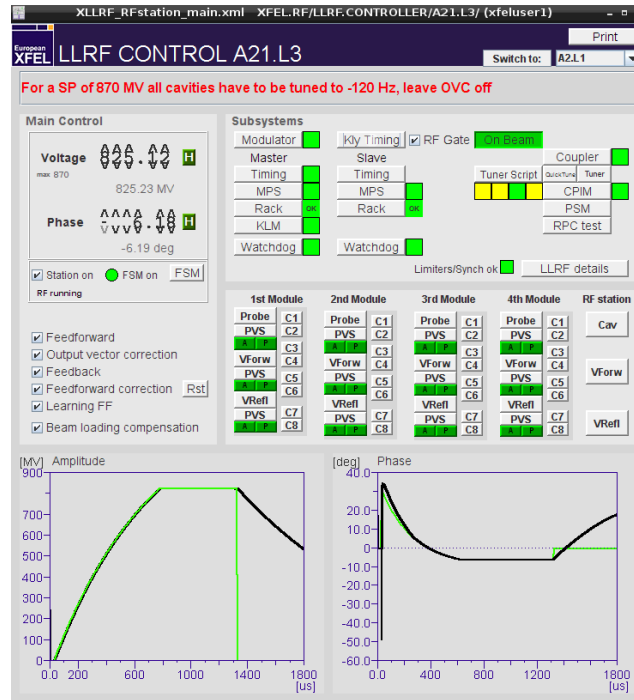 XLLRF_RFstation_main.xml XFEL.RF/LLRF.CONTROLLER/A21.L3/ (xfeluser1)
Print
European
XFEL LLRF CONTROL A21.L3
Switch to: A2.L1
For a SP of 870 MV all cavities have to be tuned to -120 Hz, leave OVC off
Main Control
Voltage 825.12 H
max 870
825.23 MV
Phase -6.18 H
-6.19 deg
Station on FSM on FSM
RF running
Feedforward
Output vector correction
Feedback
Feedforward correction Rst
Learning FF
Beam loading compensation
Subsystems
Modulator Kly Timing RF Gate On Beam
Master Slave Coupler
Timing Timing Tuner Script QuickTune Tuner
MPS MPS CPIM
Rack OK Rack OK PSM
KLM RPC test
Watchdog Watchdog
Limiters/Synch ok LLRF details
1st Module 2nd Module 3rd Module 4th Module RF station
Probe C1 Probe C1 Probe C1 Probe C1 Cav
PVS C2 PVS C2 PVS C2 PVS C2
A P A P A P A P
C3 C3 C3 C3
VForw C4 VForw C4 VForw C4 VForw C4 VForw
PVS C5 PVS C5 PVS C5 PVS C5
A P C6 A P C6 A P C6 A P C6
VRefl VRefl VRefl VRefl
PVS C7 PVS C7 PVS C7 PVS C7 VRefl
A P C8 A P C8 A P C8 A P C8
[MV] Amplitude
900
700
600
500
400
300
200
100
0
0.0 200 600 1000 1400 1800
[us]
[deg] Phase
40.0
20.0
10.0
0
-10.0
-20.0
-30.0
-40.0
-50.0
-60.0
0.0 400 800 1200 1800
[us]